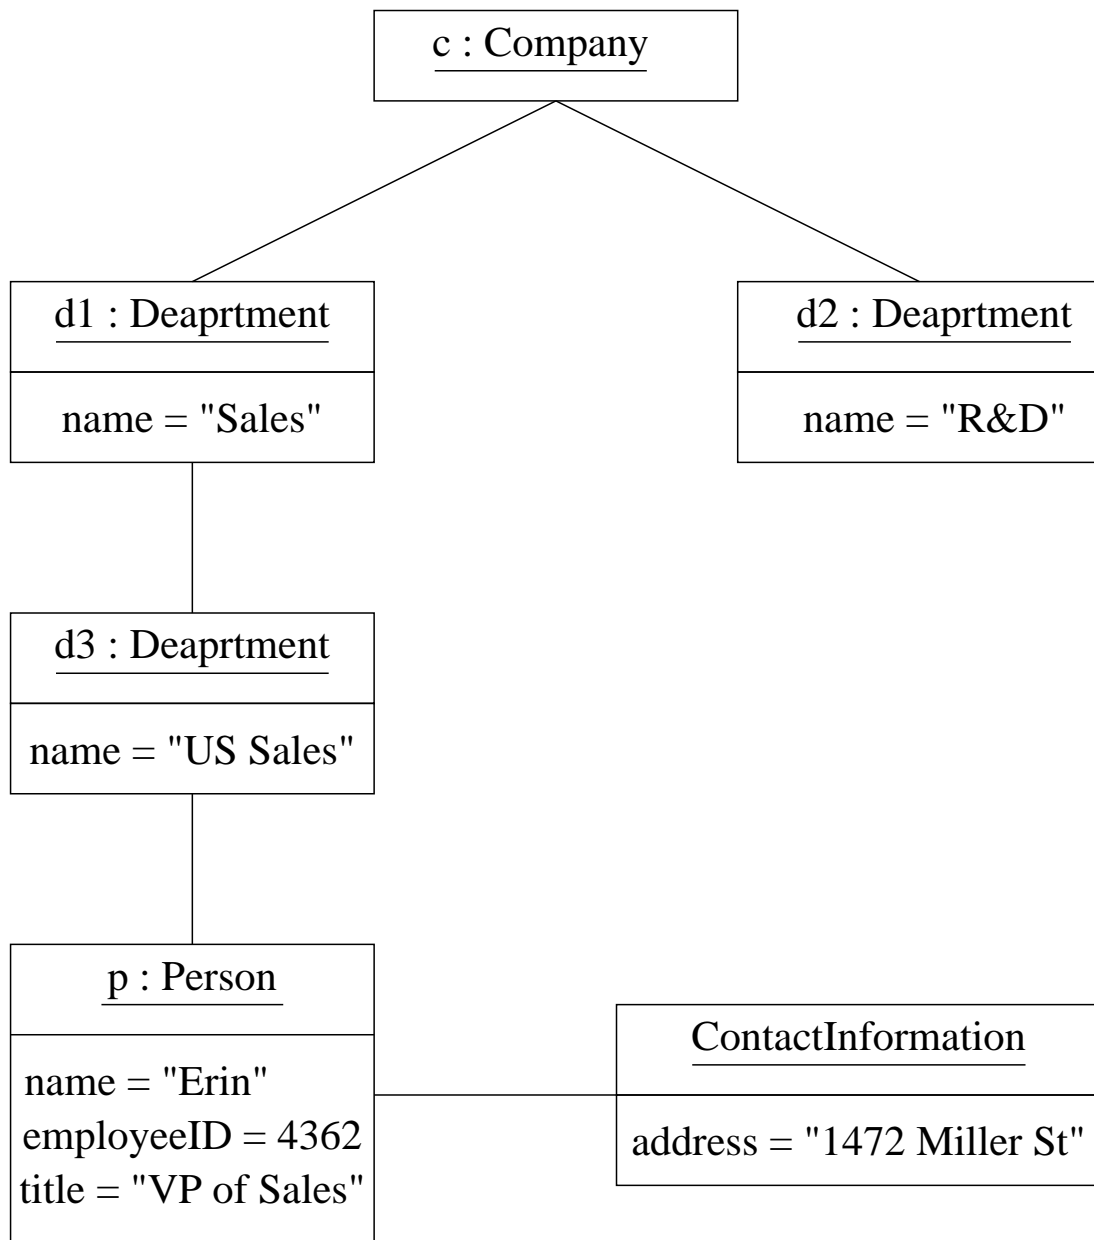 c : Company
d1 : Deaprtment
name = "Sales"
d2 : Deaprtment
name = "R&D"
d3 : Deaprtment
name = "US Sales"
p : Person
name = "Erin"
employeeID = 4362
title = "VP of Sales"
ContactInformation
address = "1472 Miller St"